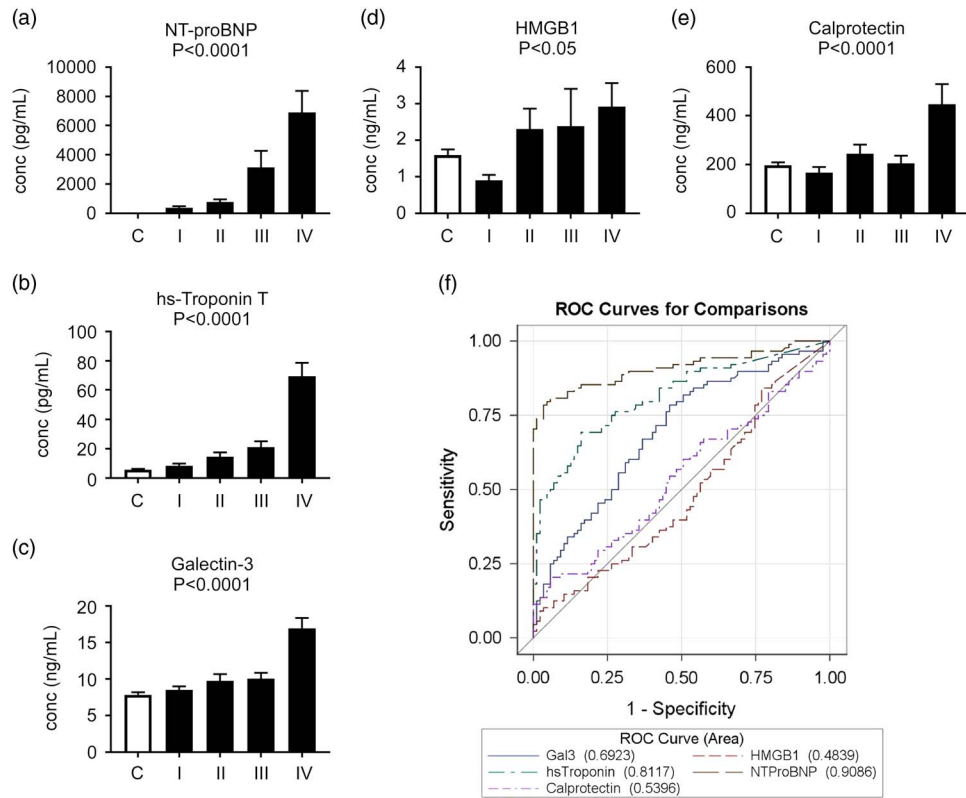 (a)
NT-proBNP
P<0.0001
10000
8000
6000
4000
2000
0
conc (pg/mL)
C I II III IV
(d)
HMGB1
P<0.05
4
3
2
1
0
conc (ng/mL)
C I II III IV
(e)
Calprotectin
P<0.0001
600
400
200
0
conc (ng/mL)
C I II III IV
(b)
hs-Troponin T
P<0.0001
100
80
60
40
20
0
conc (pg/mL)
C I II III IV
(c)
Galectin-3
P<0.0001
20
15
10
5
0
conc (ng/mL)
C I II III IV
(f)
ROC Curves for Comparisons
1.00
0.75
0.50
0.25
0.00
Sensitivity
0.00 0.25 0.50 0.75 1.00
1 - Specificity
ROC Curve (Area)
Gal3 (0.6923) HMGB1 (0.4839)
hsTroponin (0.8117) NTProBNP (0.9086)
Calprotectin (0.5396)